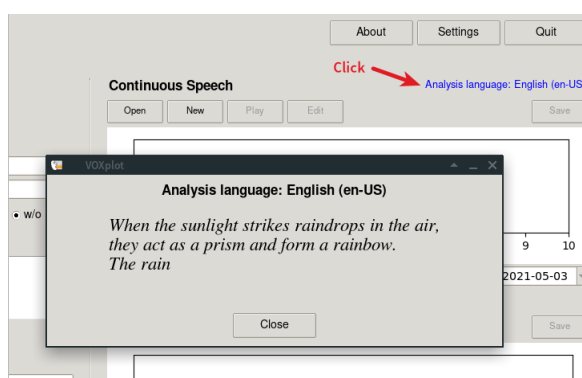 About Settings Quit
Click
Continuous Speech Analysis language: English (en-US
Open New Play Edit Save
VOXplot
Analysis language: English (en-US)
w/o
When the sunlight strikes raindrops in the air,
they act as a prism and form a rainbow.
The rain
9 10
2021-05-03
Close
Save